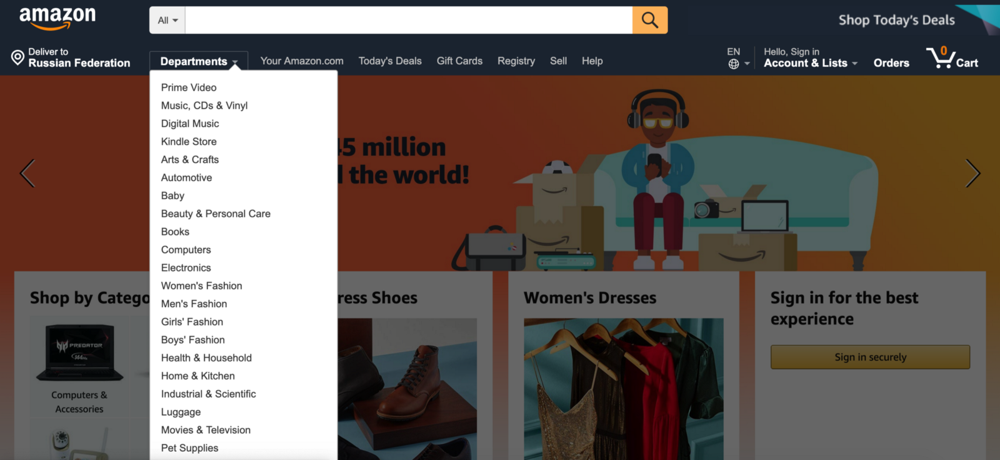 amazon
All
Shop Today's Deals
Deliver to
Russian Federation
Departments
Your Amazon.com
Today's Deals
Gift Cards
Registry
Sell
Help
EN
Hello, Sign in
Account & Lists
Orders
0
Cart
Prime Video
Music, CDs & Vinyl
Digital Music
Kindle Store
Arts & Crafts
Automotive
Baby
Beauty & Personal Care
Books
Computers
Electronics
Women's Fashion
Men's Fashion
Girls' Fashion
Boys' Fashion
Health & Household
Home & Kitchen
Industrial & Scientific
Luggage
Movies & Television
Pet Supplies
45 million
the world!
Shop by Catego
PREDATOR
Computers &
Accessories
ress Shoes
Women's Dresses
Sign in for the best
experience
Sign in securely